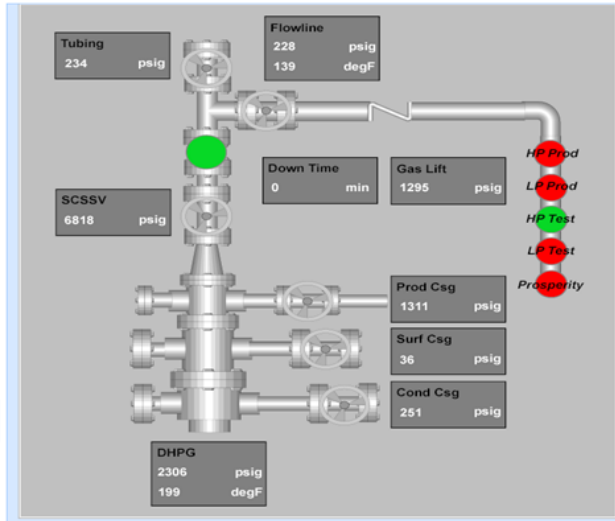 Tubing
234 psig
Flowline
228 psig
139 degF
Down Time
0 min
Gas Lift
1295 psig
SCSSV
6818 psig
HP Prod
LP Prod
HP Test
LP Test
Prosperity
Prod Csg
1311 psig
Surf Csg
36 psig
Cond Csg
251 psig
DHPG
2306 psig
199 degF